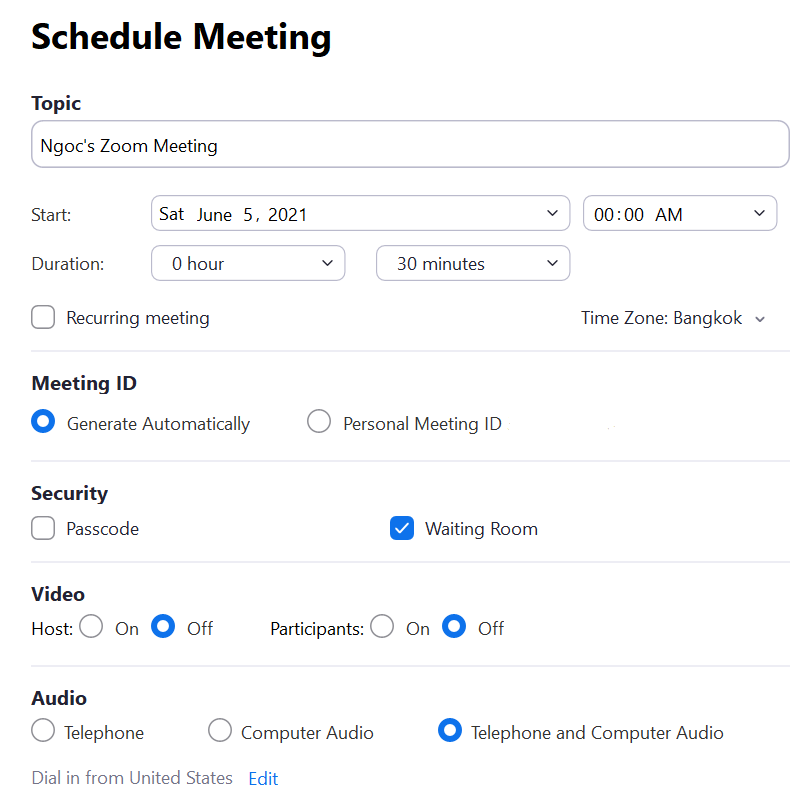 Schedule Meeting
Topic
Ngoc's Zoom Meeting
Start: Sat June 5, 2021 00:00 AM
Duration: 0 hour 30 minutes
Recurring meeting Time Zone: Bangkok
Meeting ID
Generate Automatically Personal Meeting ID
Security
Passcode Waiting Room
Video
Host: On Off Participants: On Off
Audio
Telephone Computer Audio Telephone and Computer Audio
Dial in from United States Edit